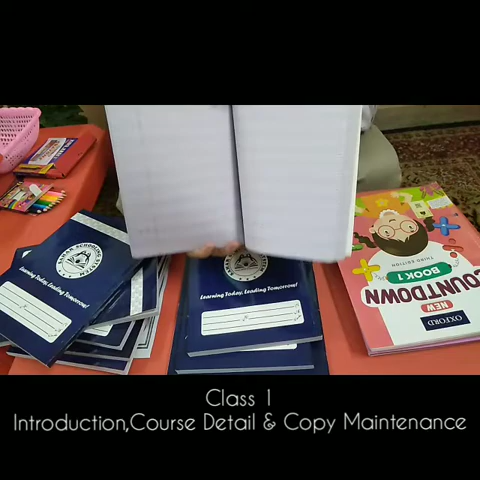 Learning Today, Leading Tomorrow!
Learning Today, Leading Tomorrow!
THIRD EDITION
BOOK 1
COUNTDOWN
NEW
OXFORD
Class 1
Introduction,Course Detail & Copy Maintenance